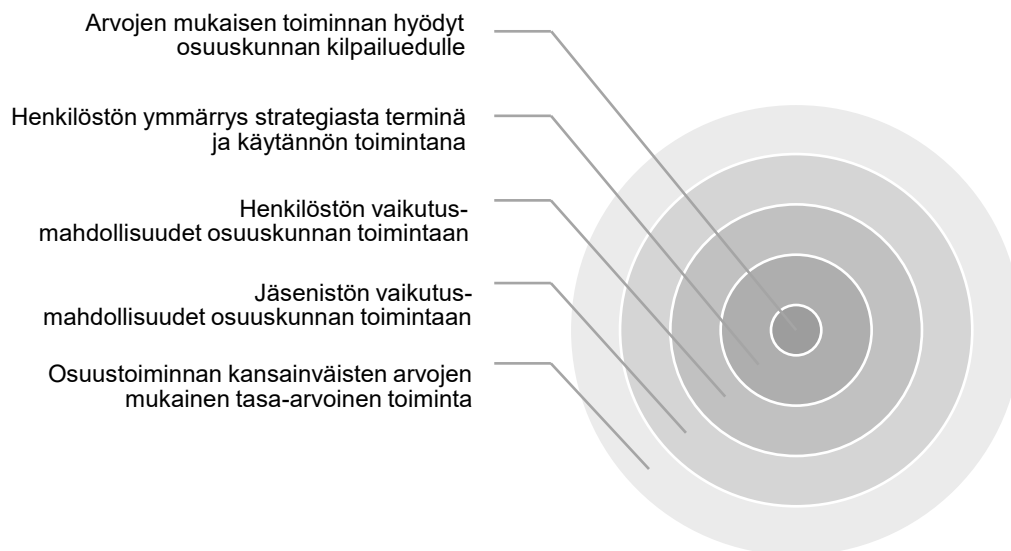 Arvojen mukaisen toiminnan hyödyt
osuuskunnan kilpailuedulle
Henkilöstön ymmärrys strategiasta terminä
ja käytännön toimintana
Henkilöstön vaikutus-
mahdollisuudet osuuskunnan toimintaan
Jäsenistön vaikutus-
mahdollisuudet osuuskunnan toimintaan
Osuustoiminnan kansainväisten arvojen
mukainen tasa-arvoinen toiminta